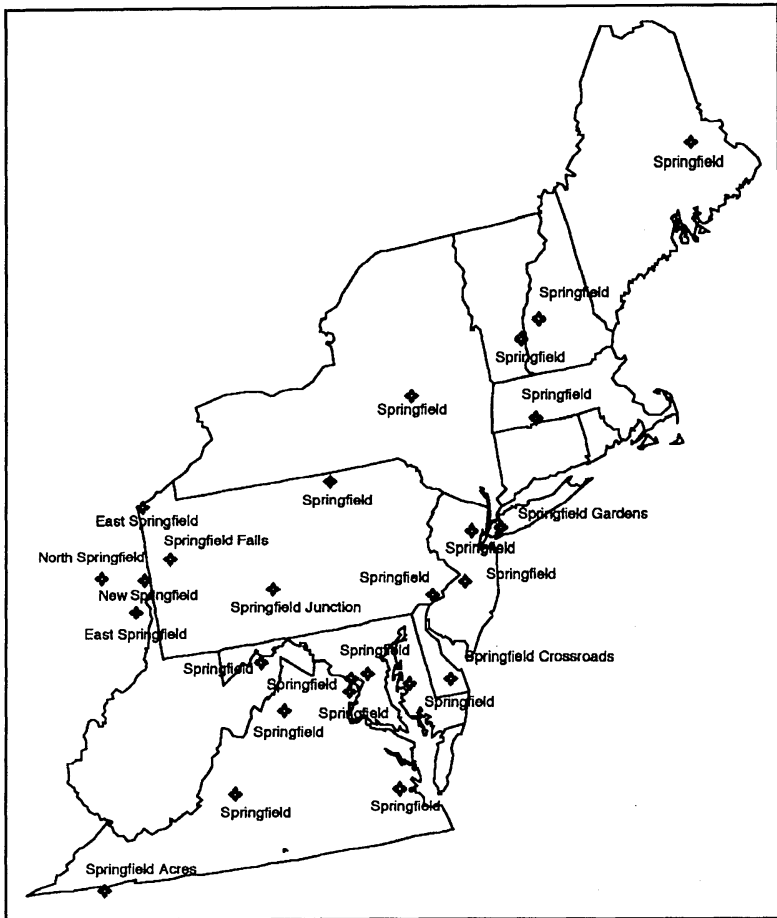 Springfield
Springfield
Springfield
Springfield
Springfield
Springfield
East Springfield
Springfield Gardens
Springfield Falls
Springfield
North Springfield
New Springfield
Springfield
Springfield
Springfield Junction
East Springfield
Springfield
Springfield
Springfield Crossroads
Springfield
Springfield
Springfield
Springfield
Springfield
Springfield
Springfield Acres